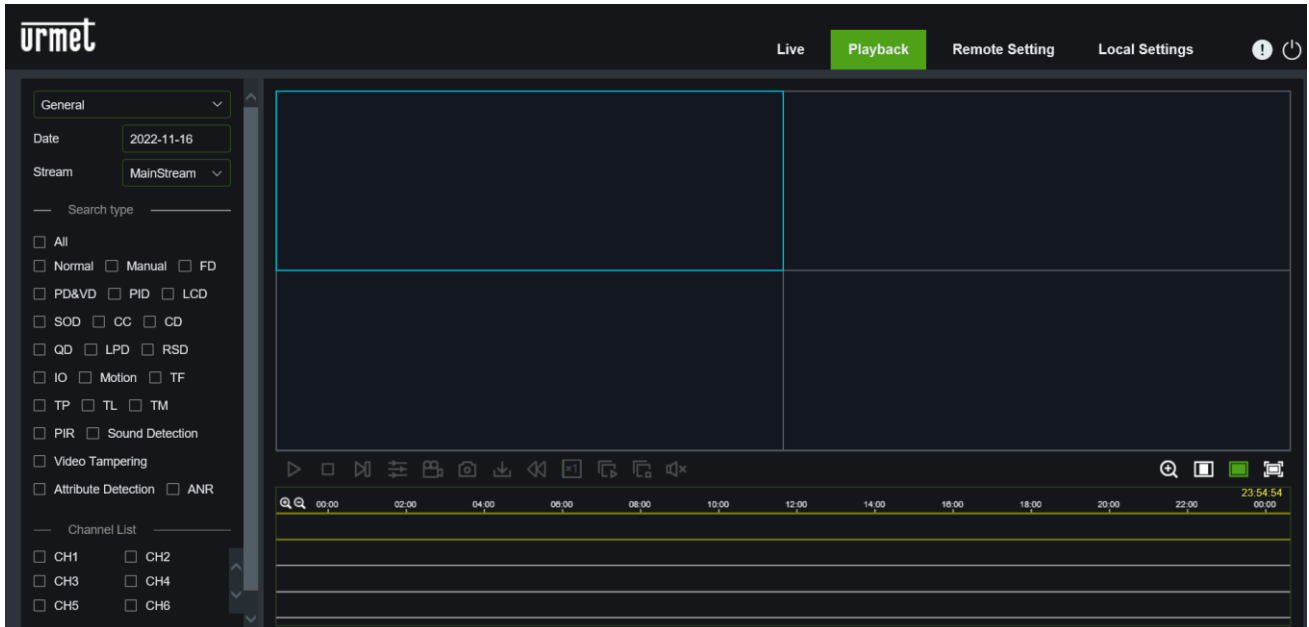 urmet
Live Playback Remote Setting Local Settings
General
Date 2022-11-16
Stream MainStream
Search type
All
Normal Manual FD
PD&VD PID LCD
SOD CC CD
QD LPD RSD
IO Motion TF
TP TL TM
PIR Sound Detection
Video Tampering
Attribute Detection ANR
Channel List
CH1 CH2
CH3 CH4
CH5 CH6
x1
23:54:54
00:00 02:00 04:00 06:00 08:00 10:00 12:00 14:00 16:00 18:00 20:00 22:00 00:00